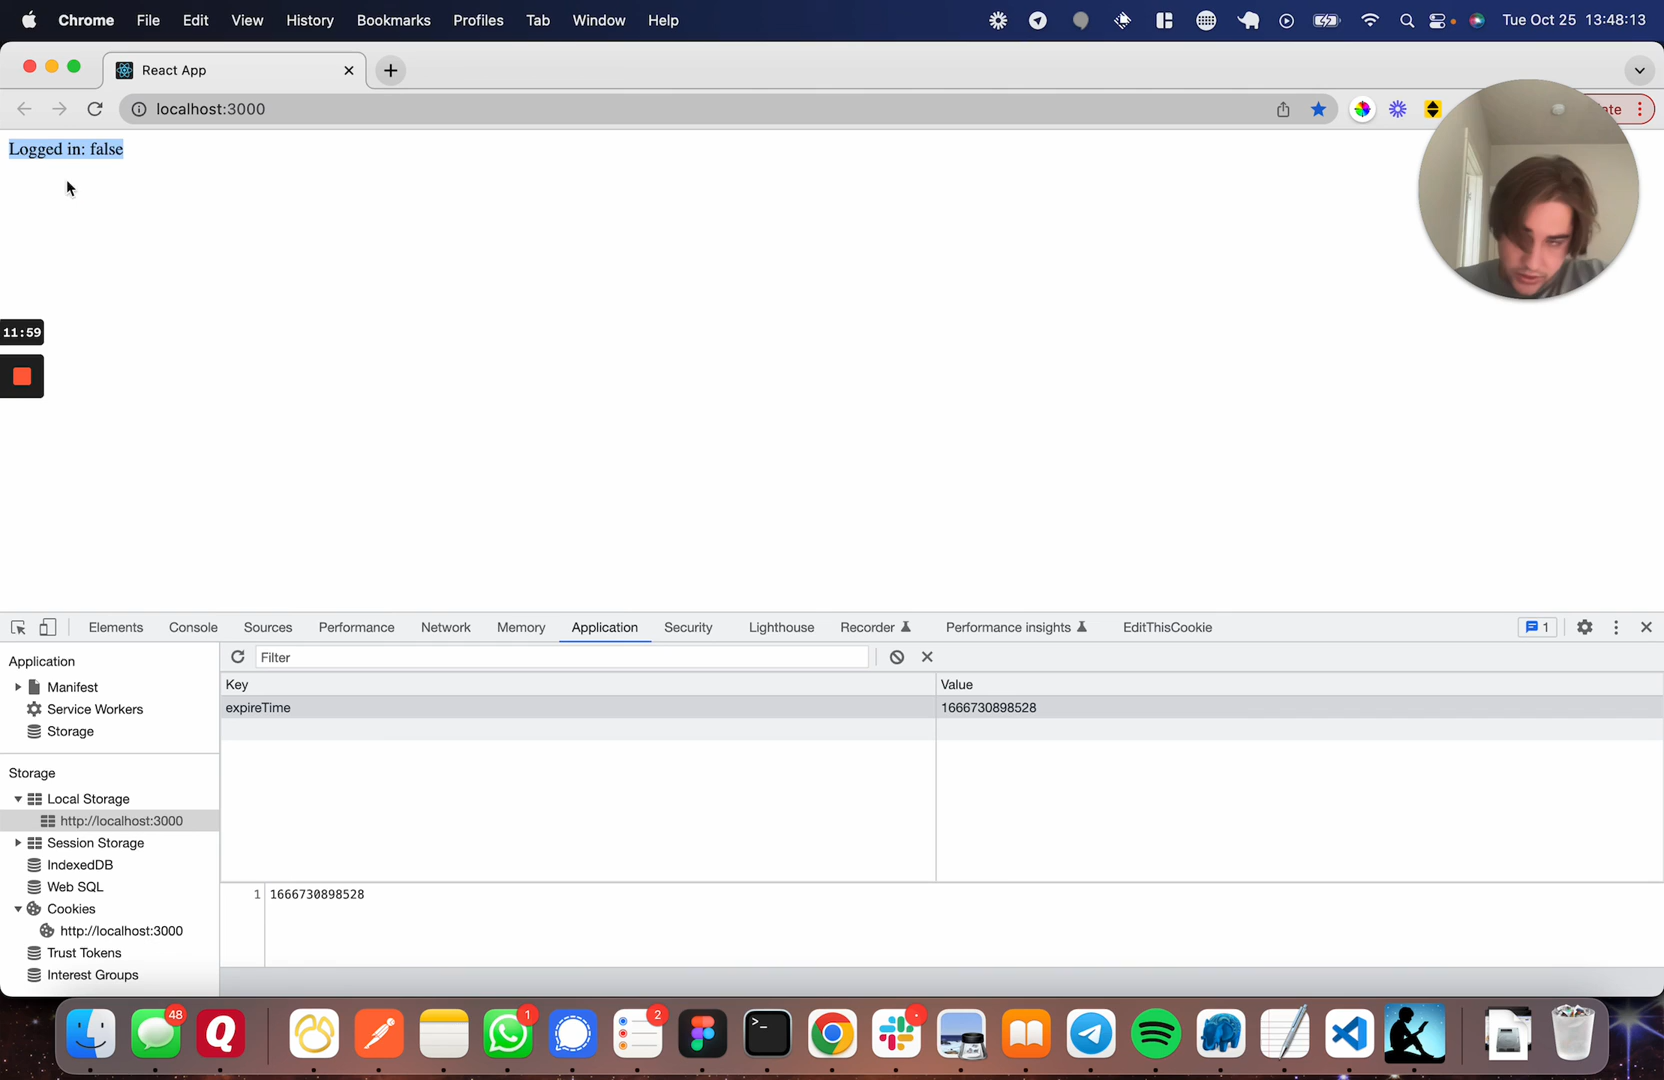 Chrome File Edit View History Bookmarks Profiles Tab Window Help Tue Oct 25 13:48:13
React App
localhost:3000
Logged in: false
11:59
Elements Console Sources Performance Network Memory Application Security Lighthouse Recorder Performance insights EditThisCookie 1
Application
Filter
Key Value
Manifest
expireTime 1666730898528
Service Workers
Storage
Storage
Local Storage
http://localhost:3000
Session Storage
IndexedDB
Web SQL
1 1666730898528
Cookies
http://localhost:3000
Trust Tokens
Interest Groups
48 1 2